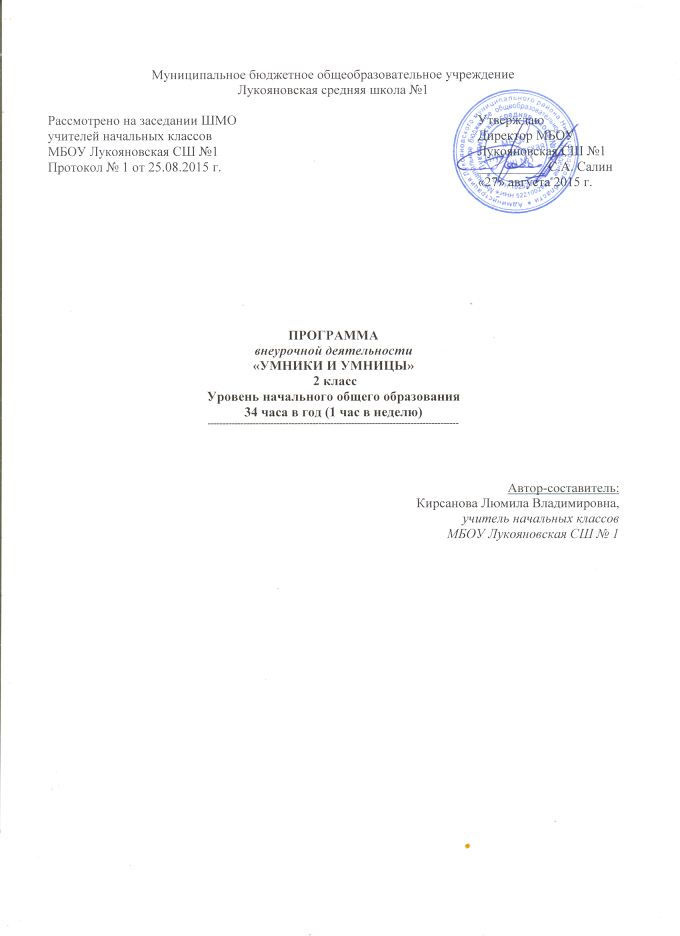 Муниципальное бюджетное общеобразовательное учреждение
Лукояновская средняя школа №1
Рассмотрено на заседании ШМО
учителей начальных классов
МБОУ Лукояновская СШ №1
Протокол № 1 от 25.08.2015 г.
Утверждаю
Директор МБОУ
Лукояновская СШ №1
С.А. Салин
«27» августа 2015 г.
ПРОГРАММА
внеурочной деятельности
«УМНИКИ И УМНИЦЫ»
2 класс
Уровень начального общего образования
34 часа в год (1 час в неделю)
Автор-составитель:
Кирсанова Людмила Владимировна,
учитель начальных классов
МБОУ Лукояновская СШ № 1